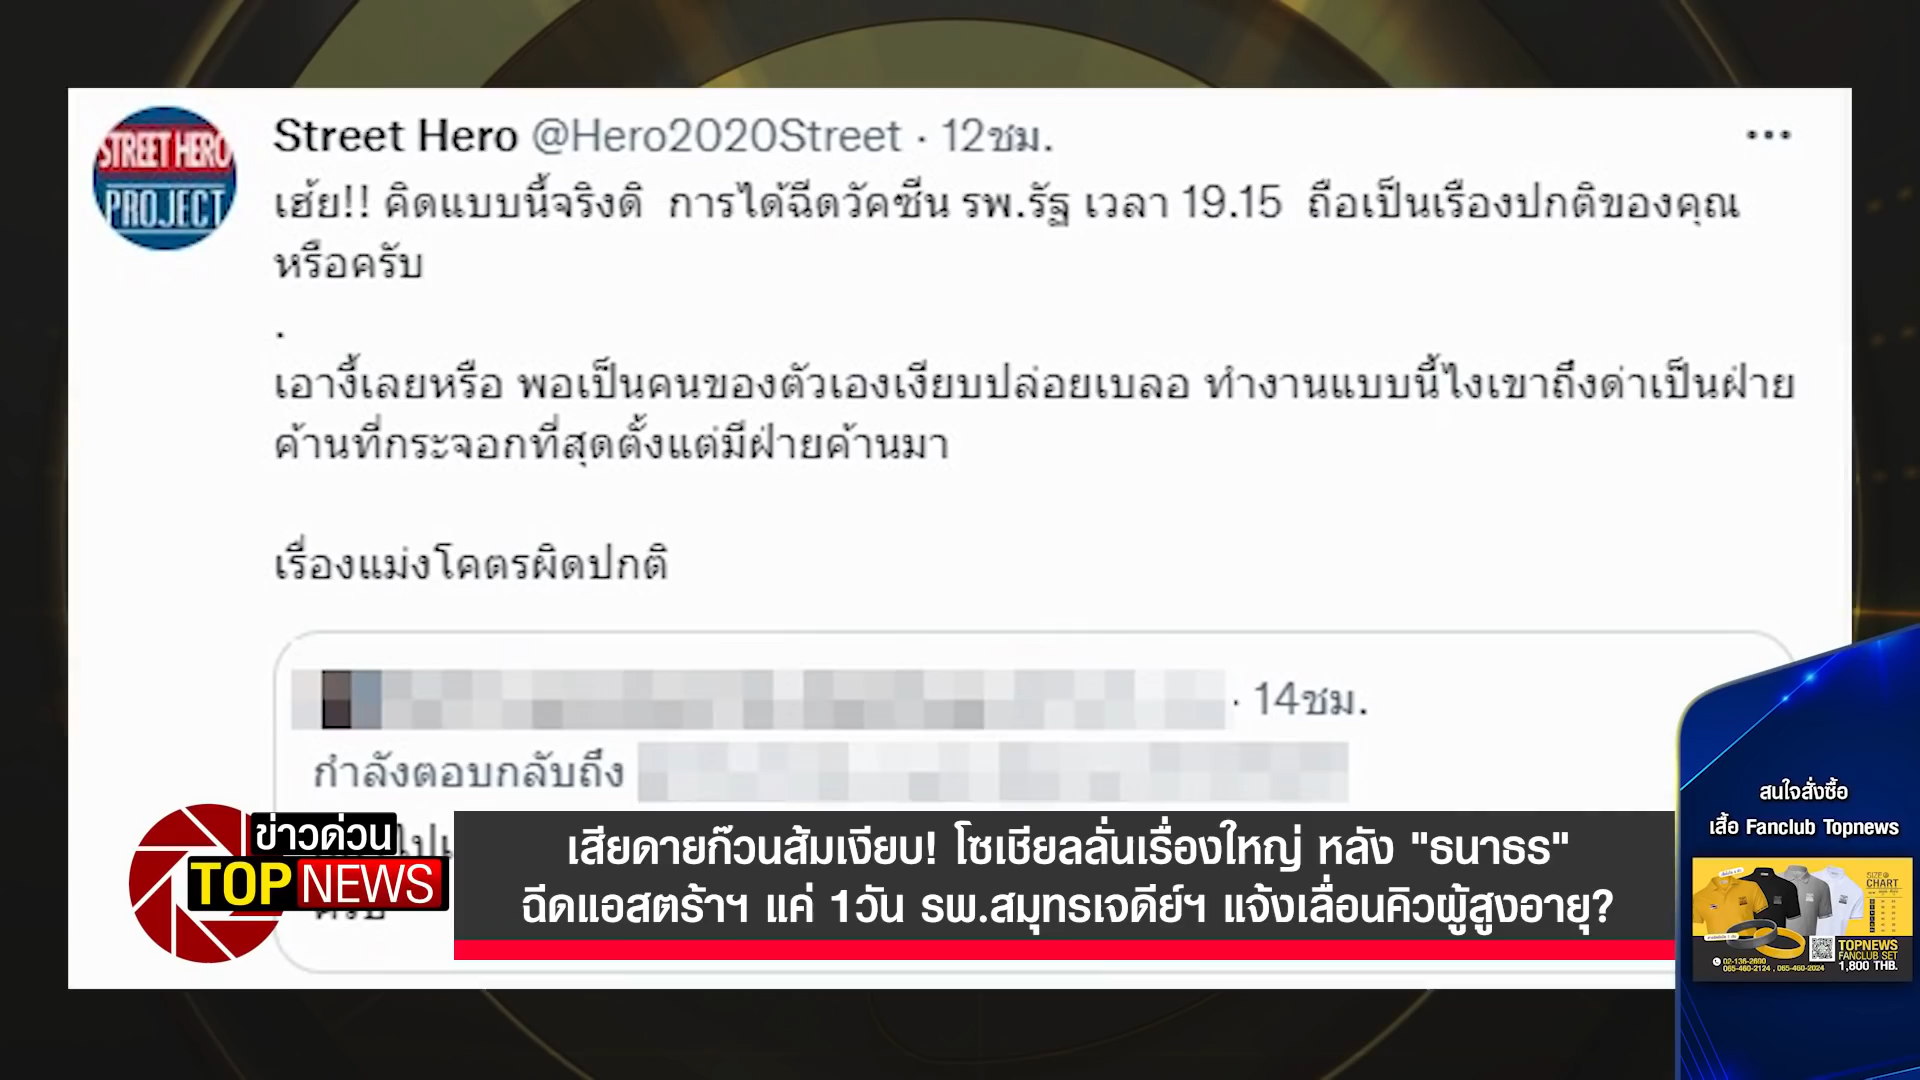 STREET HERO
PROJECT
Street Hero @Hero2020Street · 12ชม.
เฮ้ย!! คิดแบบนี้จริงดิ การได้ฉีดวัคซีน รพ.รัฐ เวลา 19.15 ถือเป็นเรื่องปกติของคุณ
หรือครับ
.
เอางี้เลยหรือ พอเป็นคนของตัวเองเงียบปล่อยเบลอ ทำงานแบบนี้ไงเขาถึงด่าเป็นฝ่าย
ค้านที่กระจอกที่สุดตั้งแต่มีฝ่ายค้านมา
เรื่องแม่งโคตรผิดปกติ
· 14ชม.
กำลังตอบกลับถึง
ข่าวด่วน
TOP NEWS
เสียดายก๊วนส้มเงียบ! โซเชียลลั่นเรื่องใหญ่ หลัง "ธนาธร"
ฉีดแอสตร้าฯ แค่ 1วัน รพ.สมุทรเจดีย์ฯ แจ้งเลื่อนคิวผู้สูงอายุ?
สนใจสั่งซื้อ
เสื้อ Fanclub Topnews
SIZE
CHART
TOPNEWS
FANCLUB SET
1,800 THB.
02-136-2690
065-460-2124 , 065-460-2024